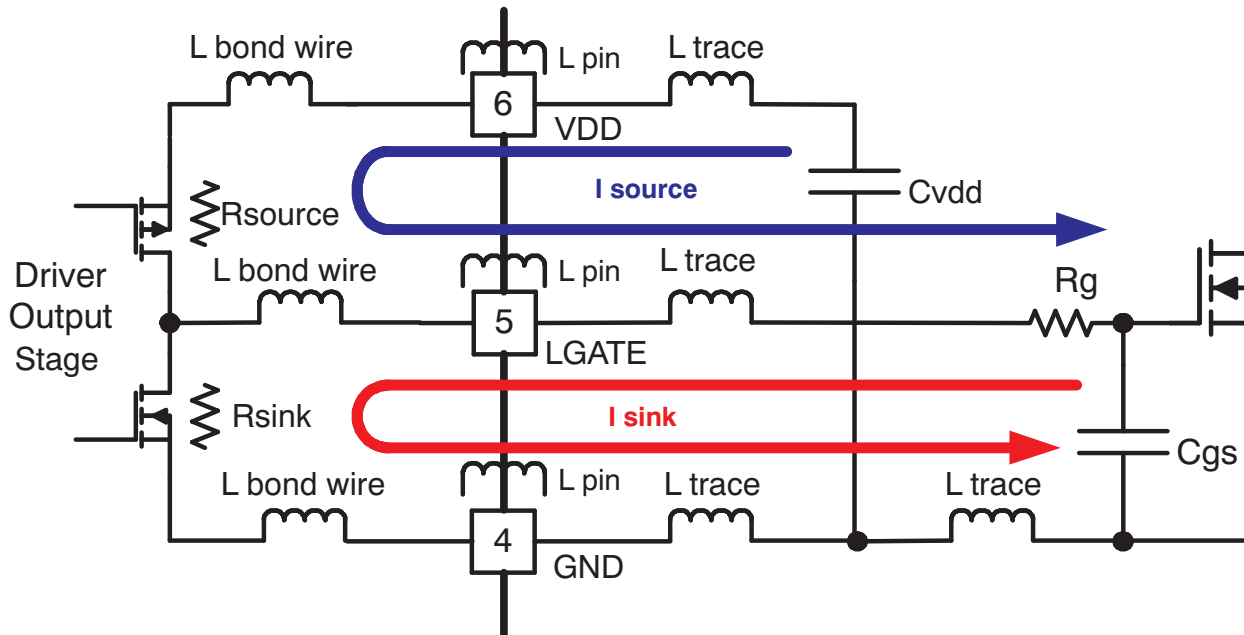 L bond wire
L pin
L trace
6
VDD
I source
Cvdd
Rsource
L bond wire
L pin
L trace
Rg
Driver
Output
Stage
5
LGATE
Rsink
I sink
Cgs
L bond wire
L pin
L trace
L trace
4
GND